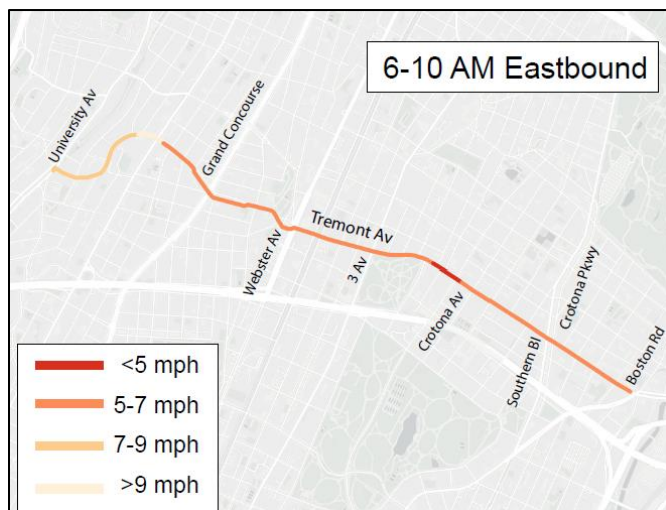 6-10 AM Eastbound
University Av
Grand Concourse
Tremont Av
Webster Av
3 Av
Crotona Av
Southern Bl
Crotona Pkwy
Boston Rd
<5 mph
5-7 mph
7-9 mph
>9 mph